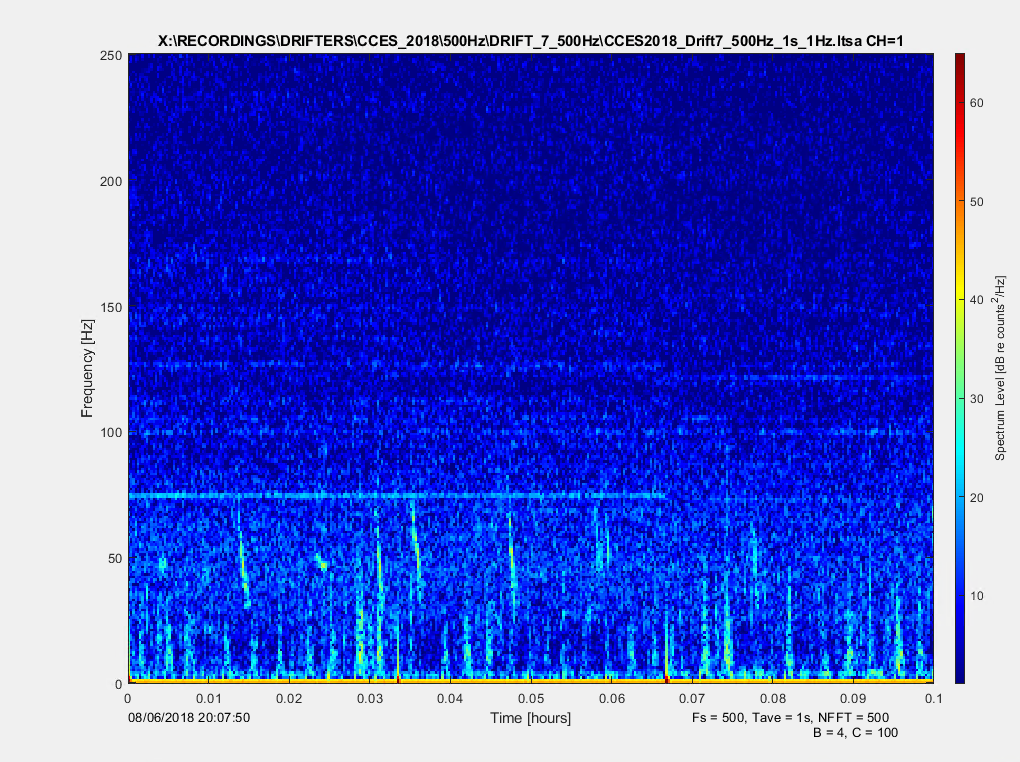 X:\RECORDINGS\DRIFTERS\CCES_2018\500Hz\DRIFT_7_500Hz\CCES2018_Drift7_500Hz_1s_1Hz.ltsa CH=1
250
200
150
100
50
0
Frequency [Hz]
0 0.01 0.02 0.03 0.04 0.05 0.06 0.07 0.08 0.09 0.1
08/06/2018 20:07:50
Time [hours]
Fs = 500, Tave = 1s, NFFT = 500
B = 4, C = 100
60
50
40
30
20
10
Spectrum Level [dB re counts²/Hz]